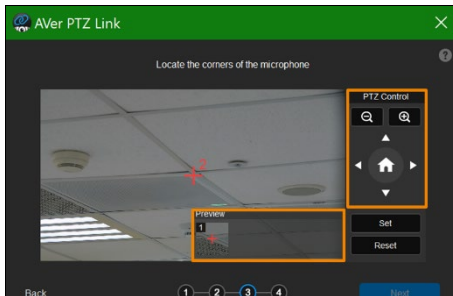 AVer PTZ Link
Locate the corners of the microphone
PTZ Control
2
Preview
1
Set
Reset
Back
1 2 3 4
Next